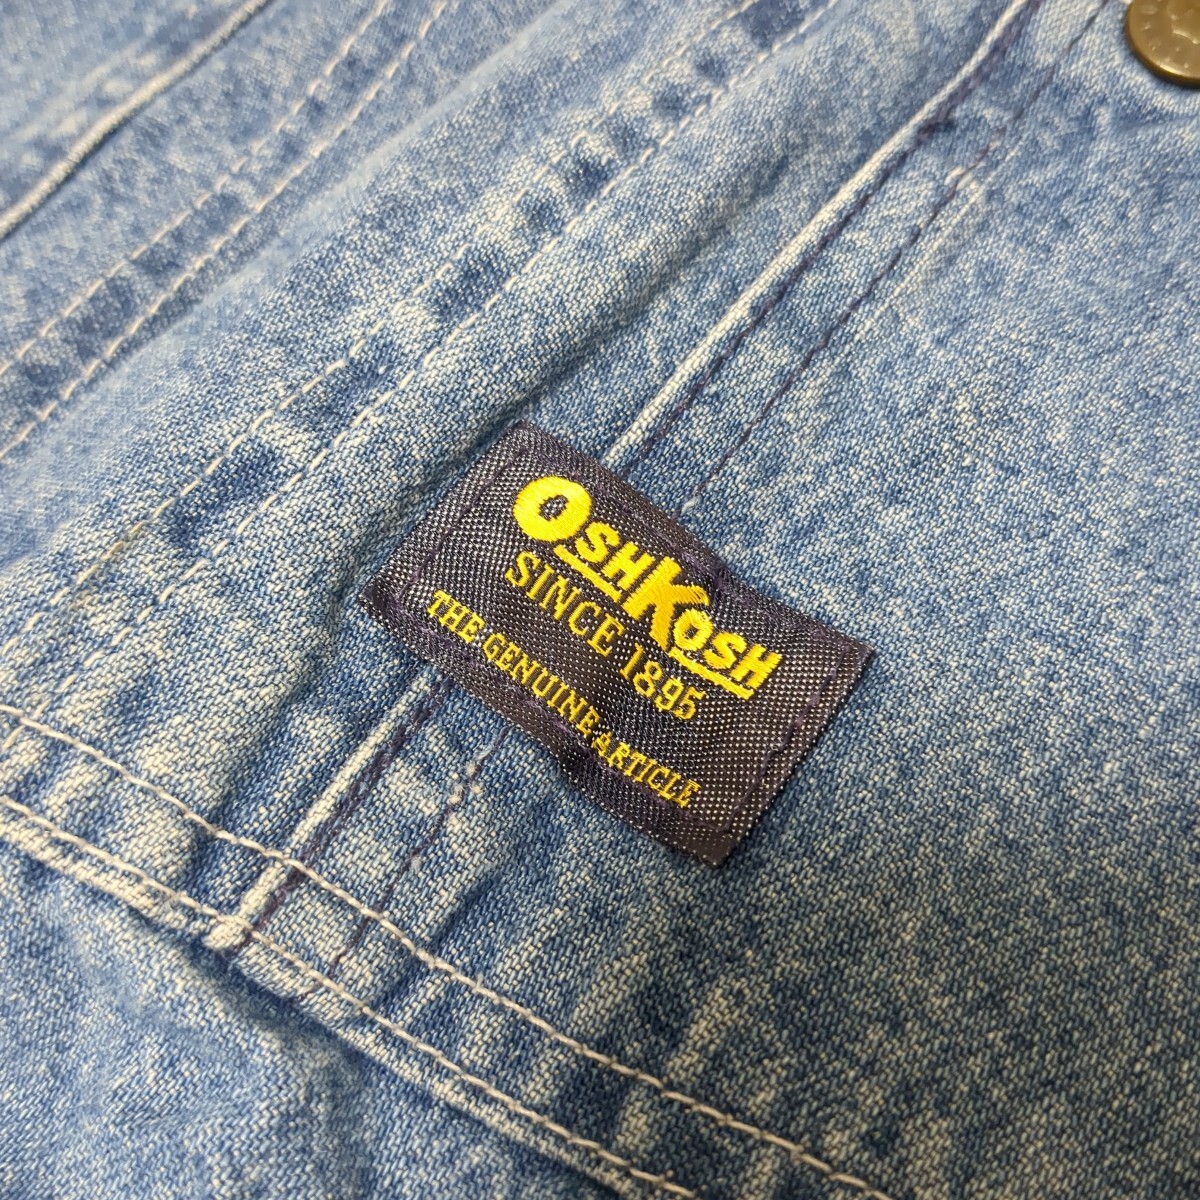 OSHKOSH
SINCE 1895
THE GENUINE ARTICLE